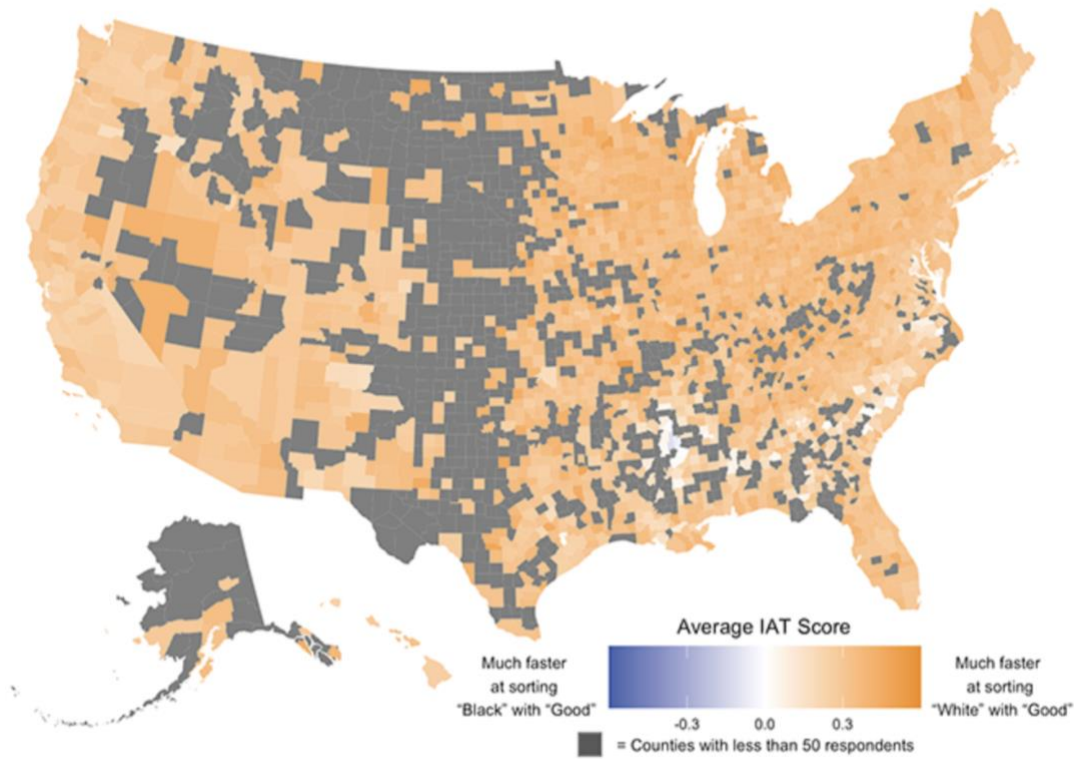 Average IAT Score
Much faster
at sorting
“Black” with “Good”
Much faster
at sorting
“White” with “Good”
-0.3 0.0 0.3
= Counties with less than 50 respondents